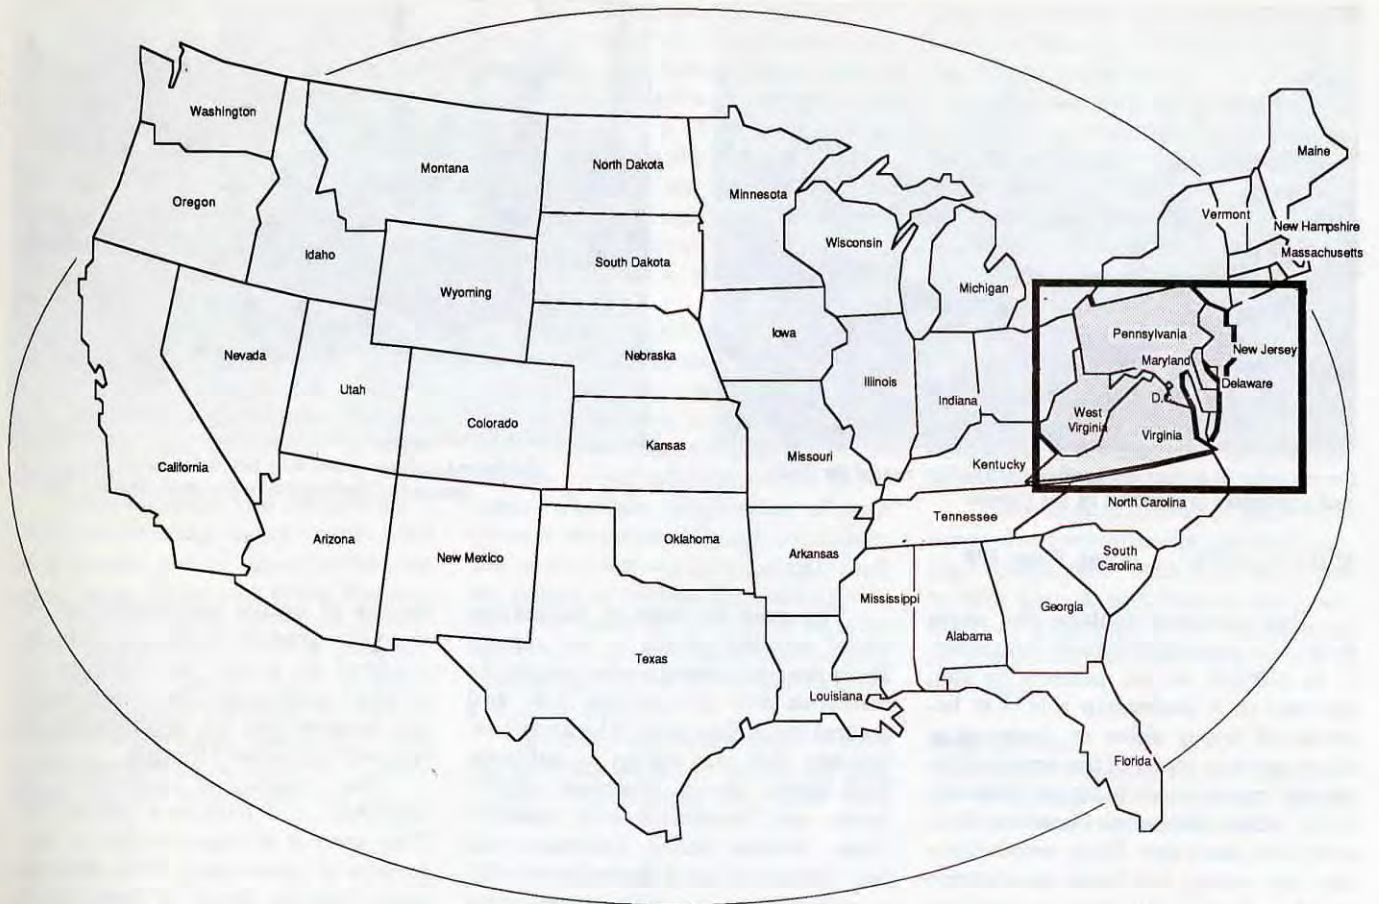 Washington
Montana
North Dakota
Minnesota
Maine
Oregon
Idaho
Wyoming
South Dakota
Wisconsin
Michigan
Vermont
New Hampshire
Massachusetts
Nevada
Utah
Colorado
Nebraska
Iowa
Illinois
Indiana
Pennsylvania
New Jersey
Maryland
Delaware
D.C.
West
Virginia
Virginia
California
Kansas
Missouri
Kentucky
Arizona
New Mexico
Oklahoma
Arkansas
Tennessee
North Carolina
South
Carolina
Mississippi
Alabama
Georgia
Texas
Louisiana
Florida